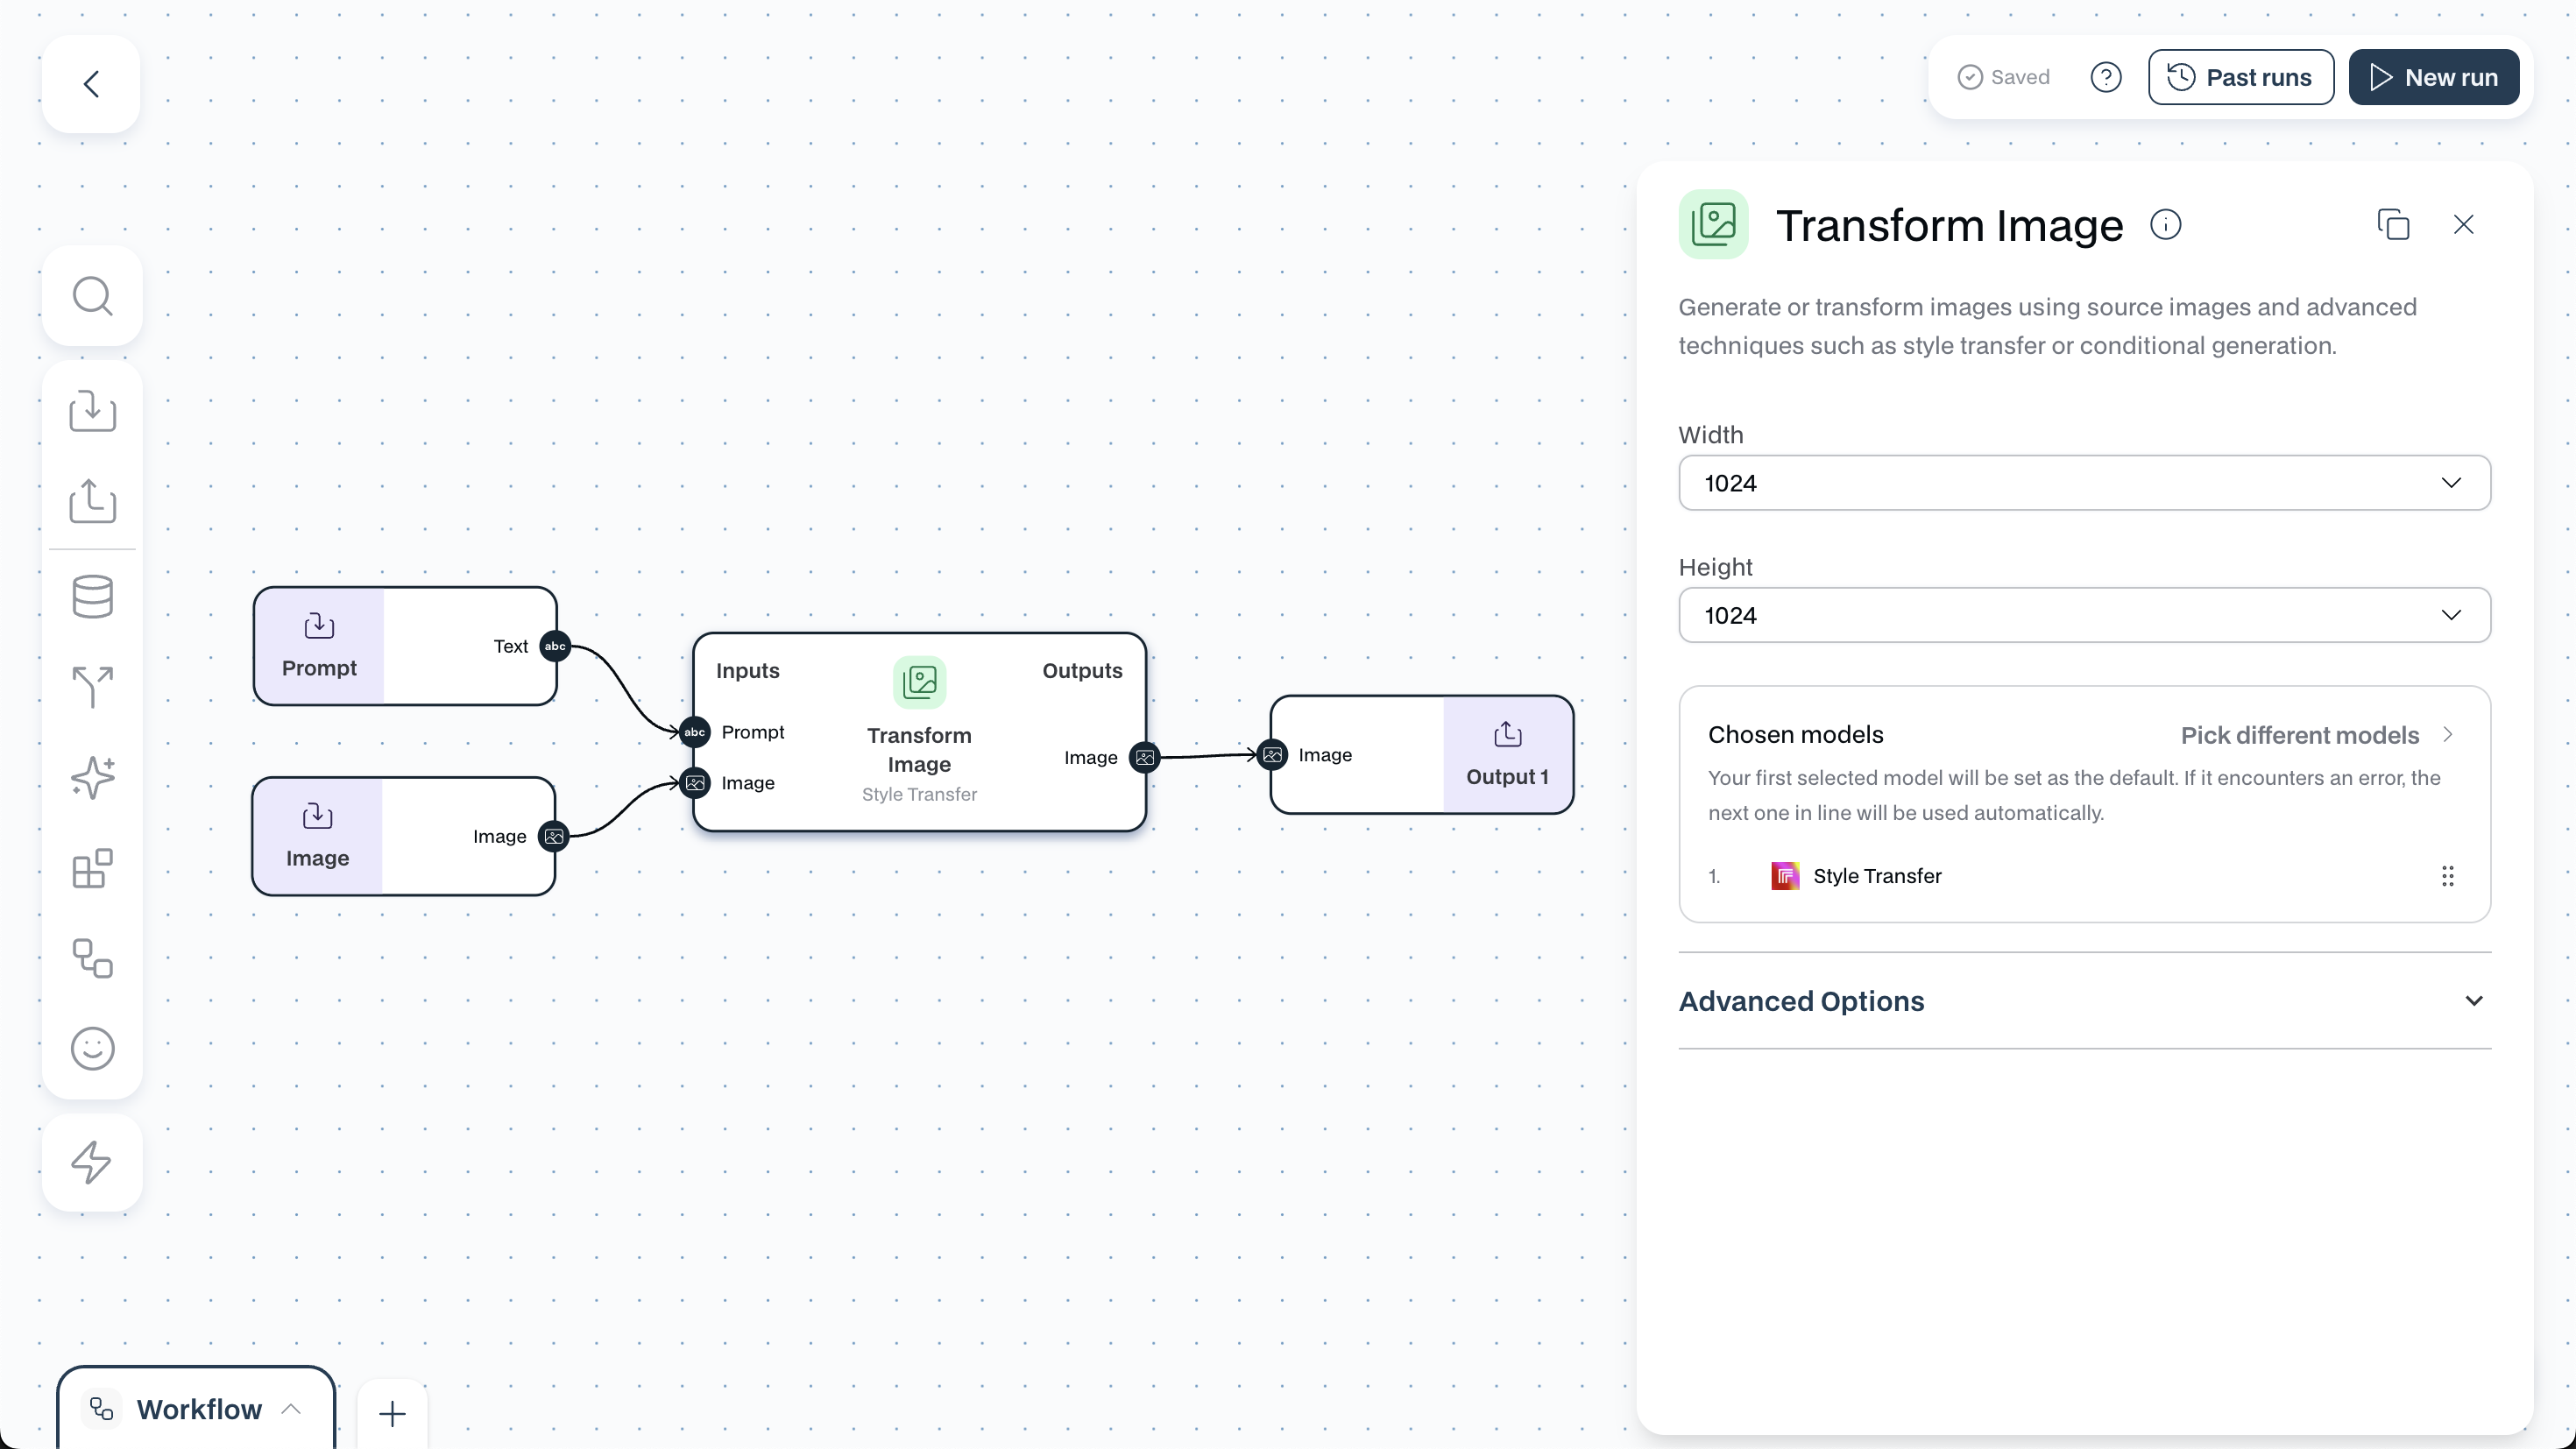 Saved
Past runs
New run
Transform Image
Generate or transform images using source images and advanced
techniques such as style transfer or conditional generation.
Width
1024
Height
1024
Chosen models
Pick different models
Your first selected model will be set as the default. If it encounters an error, the
next one in line will be used automatically.
1. Style Transfer
Advanced Options
Prompt
Text
abc
Image
Image
Inputs
Outputs
abc
Prompt
Image
Transform
Image
Style Transfer
Image
Image
Output 1
Workflow